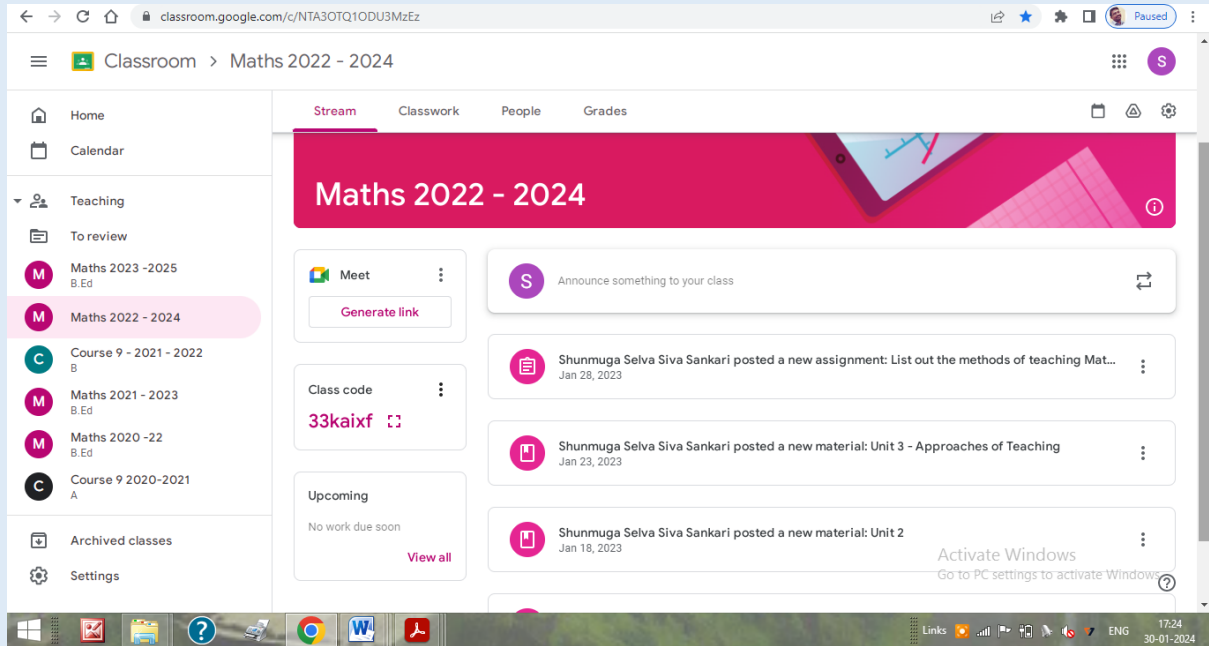 classroom.google.com/c/NTA3OTQ1ODU3MzEz
Paused
Classroom > Maths 2022 - 2024
S
Home
Calendar
Teaching
To review
M Maths 2023 -2025
B.Ed
M Maths 2022 - 2024
C Course 9 - 2021 - 2022
B
M Maths 2021 - 2023
B.Ed
M Maths 2020 -22
B.Ed
C Course 9 2020-2021
A
Archived classes
Settings
Stream Classwork People Grades
Maths 2022 - 2024
Meet
Generate link
Class code
33kaixf
Upcoming
No work due soon
View all
S Announce something to your class
Shunmuga Selva Siva Sankari posted a new assignment: List out the methods of teaching Mat...
Jan 28, 2023
Shunmuga Selva Siva Sankari posted a new material: Unit 3 - Approaches of Teaching
Jan 23, 2023
Shunmuga Selva Siva Sankari posted a new material: Unit 2
Jan 18, 2023
Activate Windows
Go to PC settings to activate Windows
Links
ENG
17:24
30-01-2024